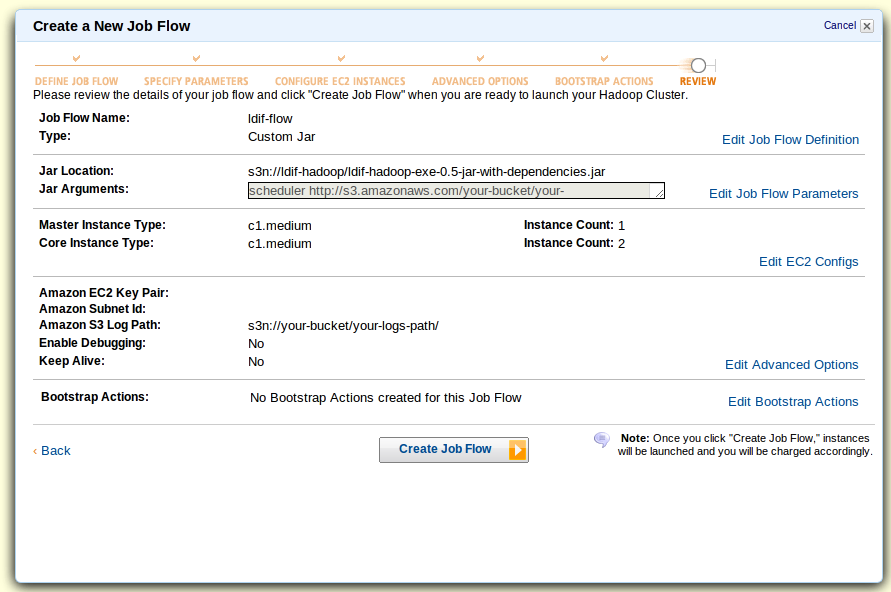 Create a New Job Flow
Cancel
DEFINE JOB FLOW SPECIFY PARAMETERS CONFIGURE EC2 INSTANCES ADVANCED OPTIONS BOOTSTRAP ACTIONS REVIEW
Please review the details of your job flow and click "Create Job Flow" when you are ready to launch your Hadoop Cluster.
Job Flow Name: ldif-flow
Type: Custom Jar
Edit Job Flow Definition
Jar Location: s3n://ldif-hadoop/ldif-hadoop-exe-0.5-jar-with-dependencies.jar
Jar Arguments: scheduler http://s3.amazonaws.com/your-bucket/your-
Edit Job Flow Parameters
Master Instance Type: c1.medium Instance Count: 1
Core Instance Type: c1.medium Instance Count: 2
Edit EC2 Configs
Amazon EC2 Key Pair:
Amazon Subnet Id:
Amazon S3 Log Path: s3n://your-bucket/your-logs-path/
Enable Debugging: No
Keep Alive: No
Edit Advanced Options
Bootstrap Actions: No Bootstrap Actions created for this Job Flow
Edit Bootstrap Actions
‹ Back
Create Job Flow
Note: Once you click "Create Job Flow," instances
will be launched and you will be charged accordingly.